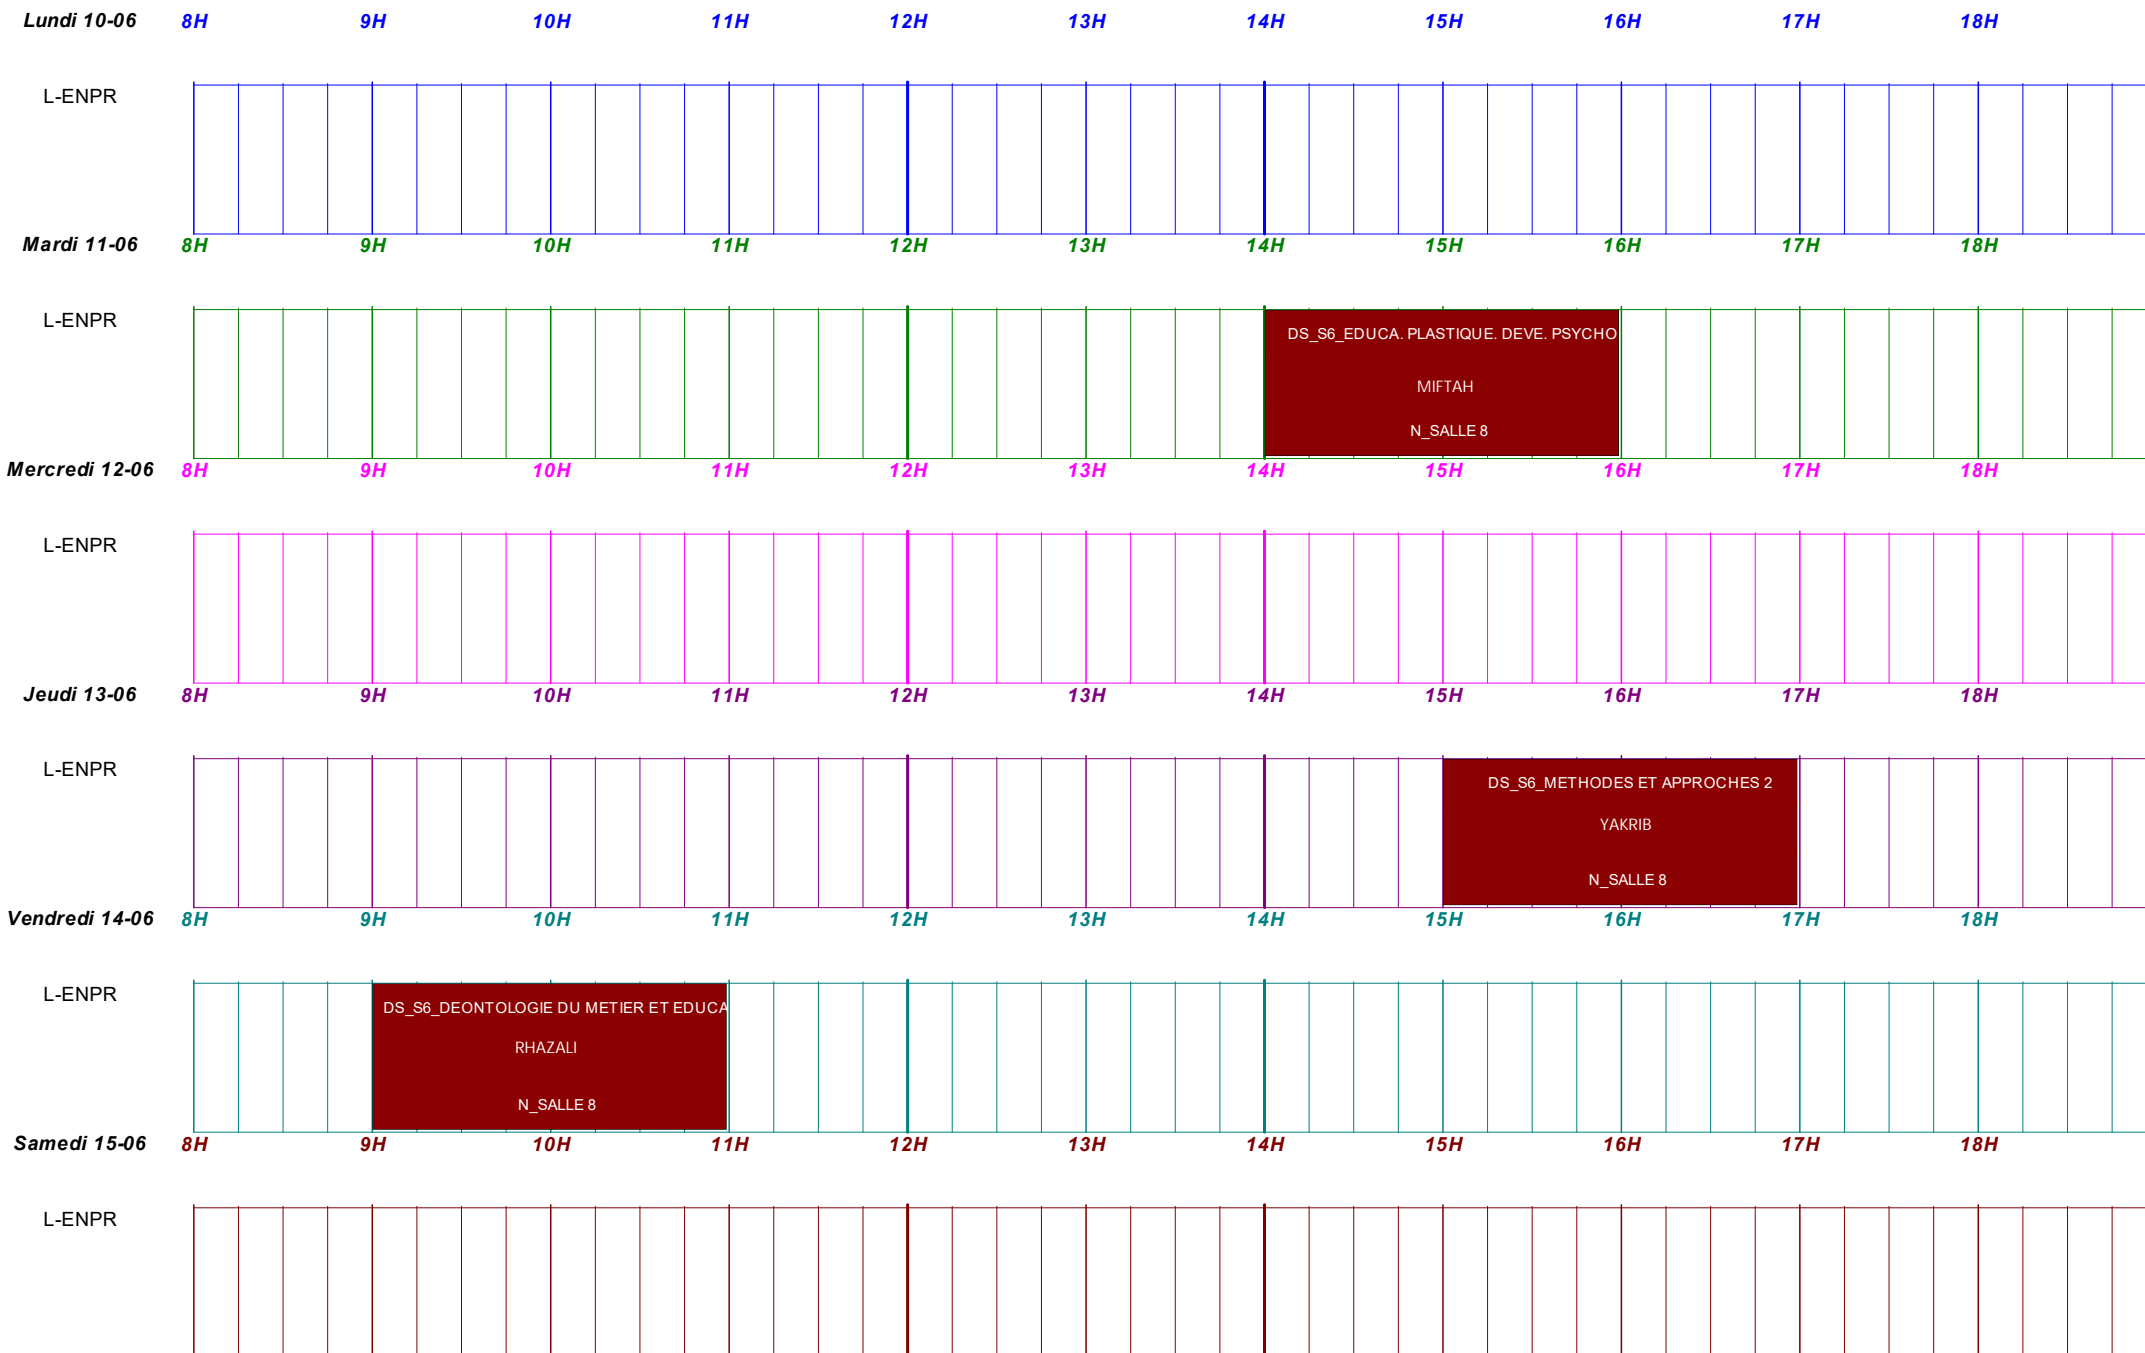 Lundi 10-06 8H 9H 10H 11H 12H 13H 14H 15H 16H 17H 18H
L-ENPR
Mardi 11-06 8H 9H 10H 11H 12H 13H 14H 15H 16H 17H 18H
L-ENPR
DS_S6_EDUCA. PLASTIQUE. DEVE. PSYCHO
MIFTAH
N_SALLE 8
Mercredi 12-06 8H 9H 10H 11H 12H 13H 14H 15H 16H 17H 18H
L-ENPR
Jeudi 13-06 8H 9H 10H 11H 12H 13H 14H 15H 16H 17H 18H
L-ENPR
DS_S6_METHODES ET APPROCHES 2
YAKRIB
N_SALLE 8
Vendredi 14-06 8H 9H 10H 11H 12H 13H 14H 15H 16H 17H 18H
L-ENPR
DS_S6_DEONTOLOGIE DU METIER ET EDUCA
RHAZALI
N_SALLE 8
Samedi 15-06 8H 9H 10H 11H 12H 13H 14H 15H 16H 17H 18H
L-ENPR